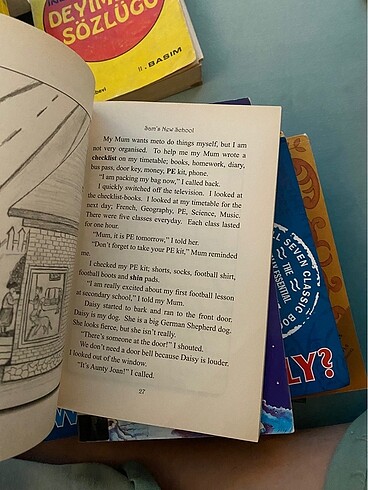 DEYİM
SÖZLÜĞÜ
11. BASIM
Sam's New School
My Mum wants meto do things myself, but I am
not very organised. To help me my Mum wrote a
checklist on my timetable; books, homework, diary,
bus pass, door key, money, PE kit, phone.
"I am packing my bag now," I called back.
I quickly switched off the television. I looked at
the checklist-books. I looked at my timetable for the
next day; French, Geography, PE, Science, Music.
There were five classes everyday. Each class lasted
for one hour.
"Mum, it is PE tomorrow," I told her.
"Don't forget to take your PE kit," Mum reminded
me.
I checked my PE kit; shorts, socks, football shirt,
football boots and shin pads.
"I am really excited about my first football lesson
at secondary school," I told my Mum.
Daisy started to bark and ran to the front door.
Daisy is my dog. She is a big German Shepherd dog.
She looks fierce, but she isn't really.
"There's someone at the door!" I shouted.
We don't need a door bell because Daisy is louder.
I looked out of the window.
"It's Aunty Joan!" I called.
27
SEVEN CLASSIC
THE
ESSENTIAL
LY?